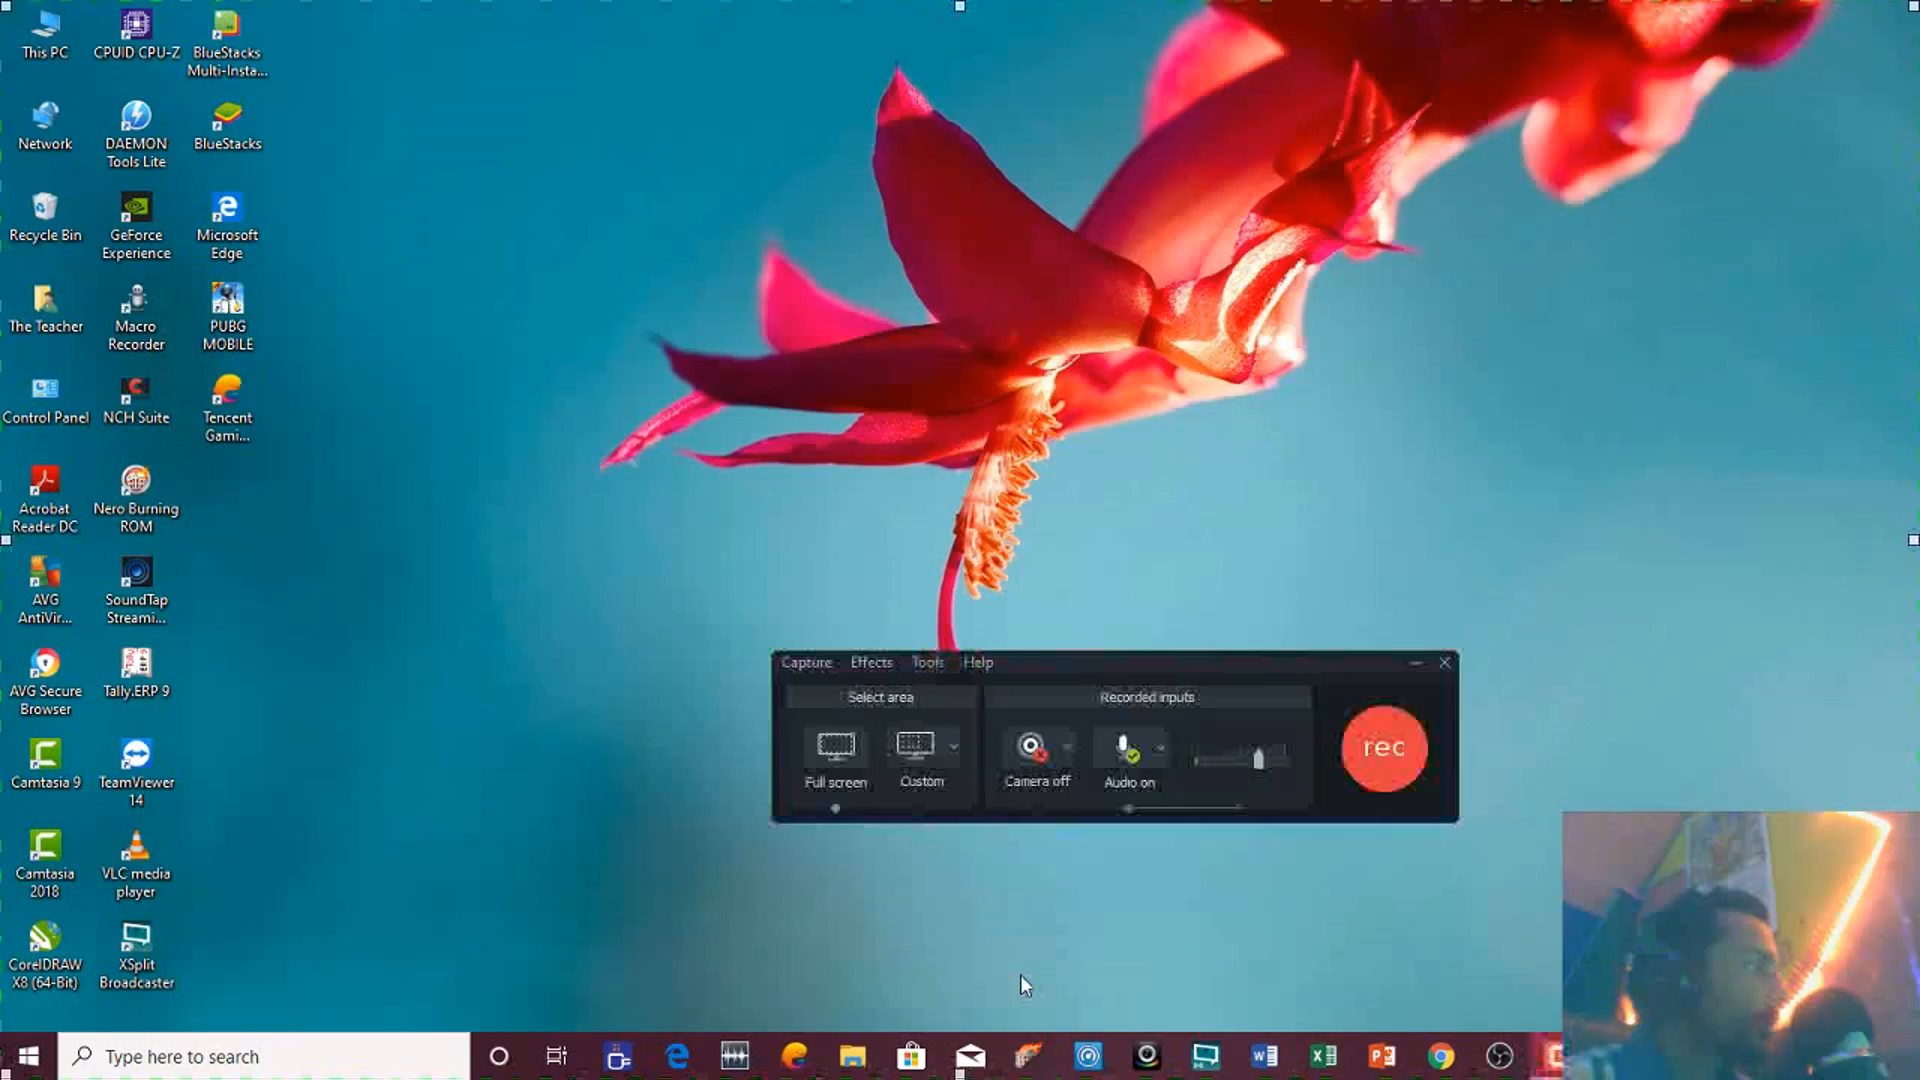 This PC
CPUID CPU-Z
BlueStacks
Multi-Insta...
Network
DAEMON
Tools Lite
BlueStacks
Recycle Bin
GeForce
Experience
Microsoft
Edge
The Teacher
Macro
Recorder
PUBG
MOBILE
Control Panel
NCH Suite
Tencent
Gami...
Acrobat
Reader DC
Nero Burning
ROM
AVG
AntiVir...
SoundTap
Streami...
AVG Secure
Browser
Tally.ERP 9
Camtasia 9
TeamViewer
14
Camtasia
2018
VLC media
player
CorelDRAW
X8 (64-Bit)
XSplit
Broadcaster
Capture Effects Tools Help
Select area
Recorded inputs
Full screen
Custom
Camera off
Audio on
rec
Type here to search